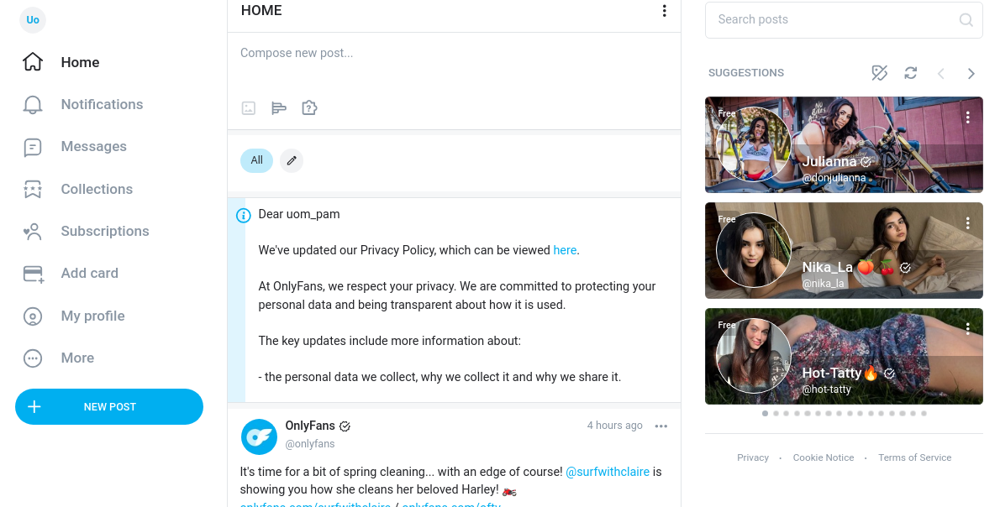 Uo
Home
Notifications
Messages
Collections
Subscriptions
Add card
My profile
More
NEW POST
HOME
Compose new post...
All
Dear uom_pam
We've updated our Privacy Policy, which can be viewed here.
At OnlyFans, we respect your privacy. We are committed to protecting your
personal data and being transparent about how it is used.
The key updates include more information about:
- the personal data we collect, why we collect it and why we share it.
OnlyFans
4 hours ago
@onlyfans
It's time for a bit of spring cleaning... with an edge of course! @surfwithclaire is
showing you how she cleans her beloved Harley! 🏍️
onlyfans.com/surfwithclaire / onlyfans.com/oftv
Search posts
SUGGESTIONS
Free
Julianna
@donjulianna
Free
Nika_La 🍑🍒
@nika_la
Free
Hot-Tatty🔥
@hot-tatty
Privacy · Cookie Notice · Terms of Service